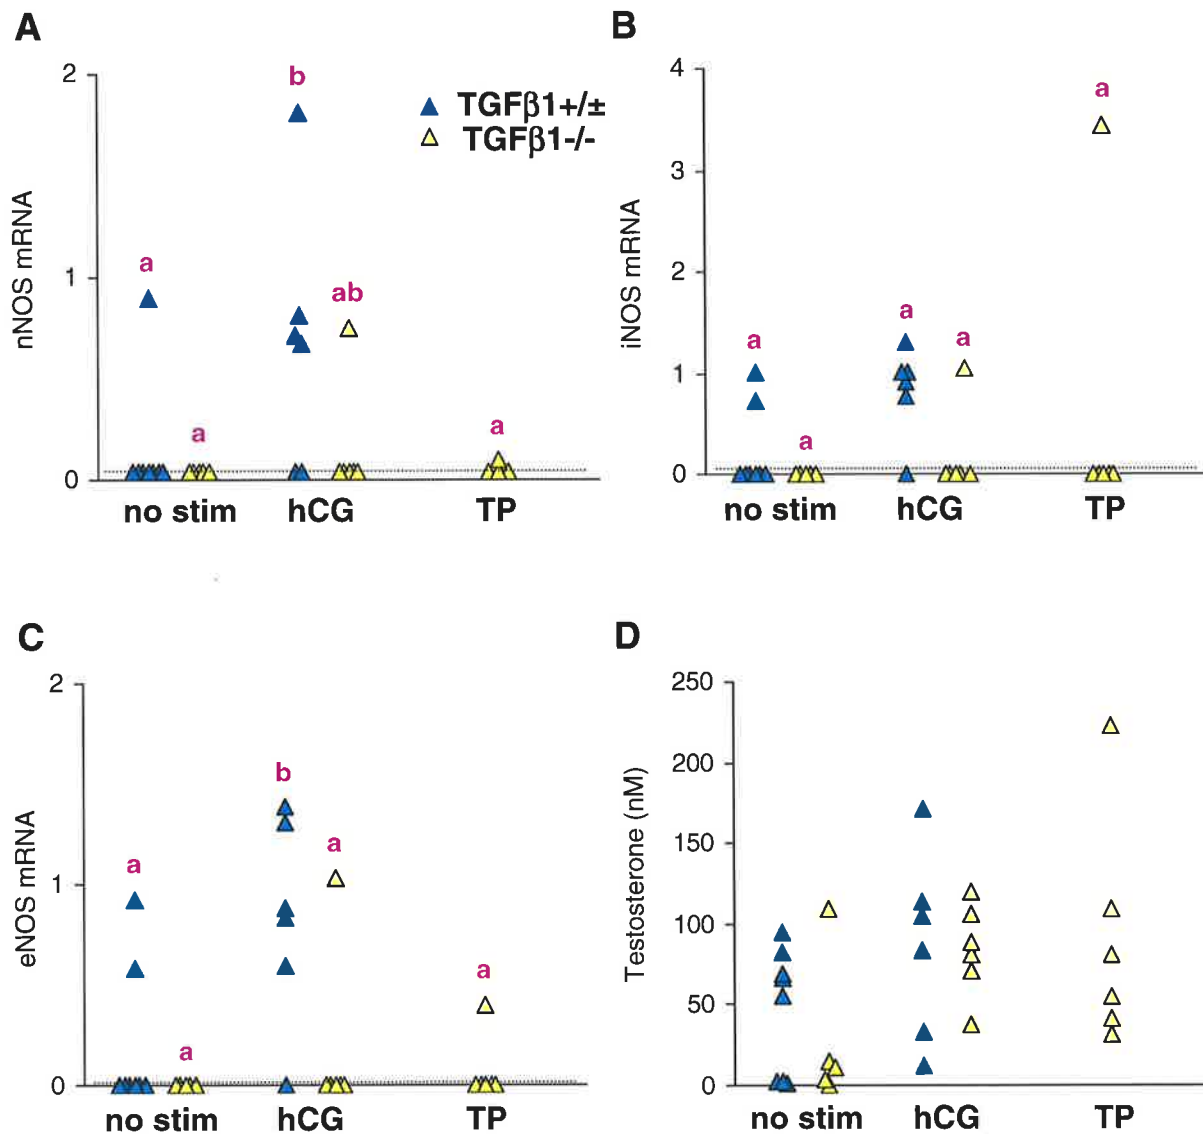 A
nNOS mRNA
2
1
0
b
a
ab
a
a
TGFβ1+/±
TGFβ1-/-
no stim hCG TP
B
iNOS mRNA
4
3
2
1
0
a
a
a
a
a
no stim hCG TP
C
eNOS mRNA
2
1
0
b
a
a
a
a
no stim hCG TP
D
Testosterone (nM)
250
200
150
100
50
0
no stim hCG TP